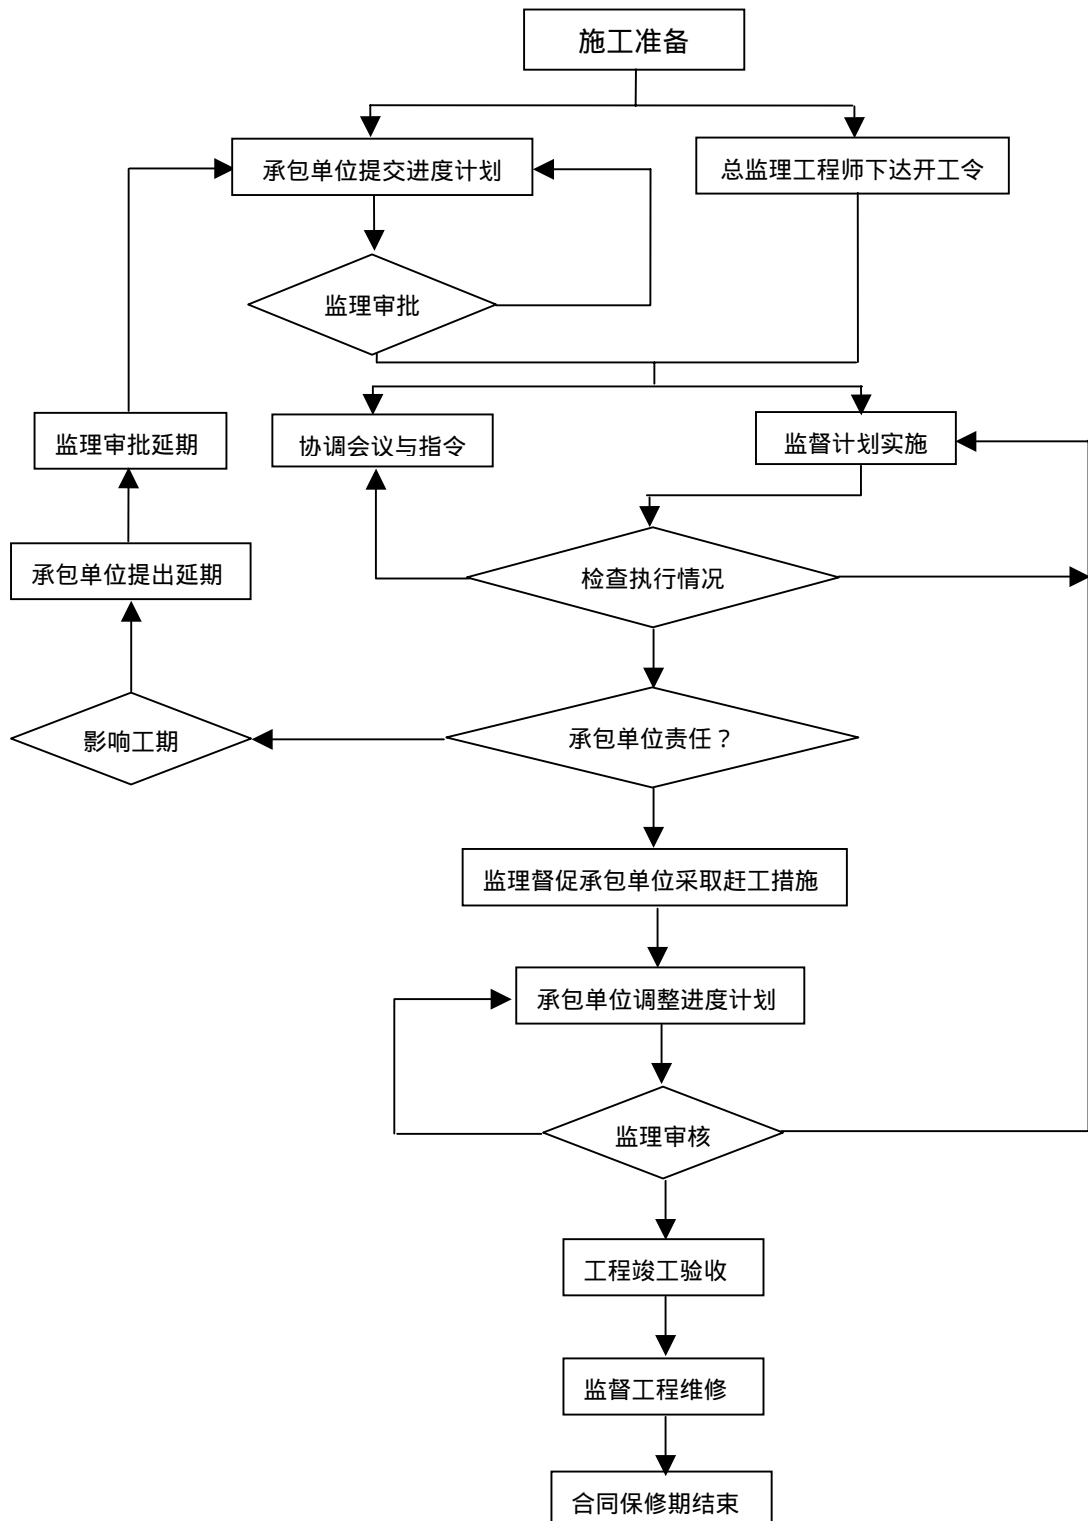 施工准备
承包单位提交进度计划
总监理工程师下达开工令
监理审批
监理审批延期
协调会议与指令
监督计划实施
承包单位提出延期
检查执行情况
影响工期
承包单位责任？
监理督促承包单位采取赶工措施
承包单位调整进度计划
监理审核
工程竣工验收
监督工程维修
合同保修期结束